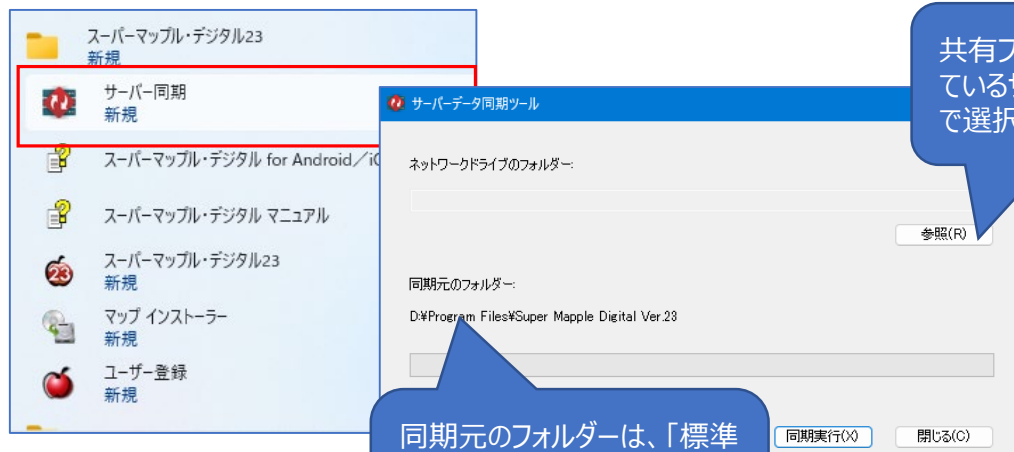 スーパーマップル・デジタル23
新規
サーバー同期
新規
スーパーマップル・デジタル for Android／iO
スーパーマップル・デジタル マニュアル
スーパーマップル・デジタル23
新規
マップ インストーラー
新規
ユーザー登録
新規
サーバーデータ同期ツール
ネットワークドライブのフォルダー:
参照(R)
同期元のフォルダー:
D:¥Program Files¥Super Mapple Digital Ver.23
同期実行(X)
閉じる(C)
共有フ
ているサ
で選択
同期元のフォルダーは、「標準